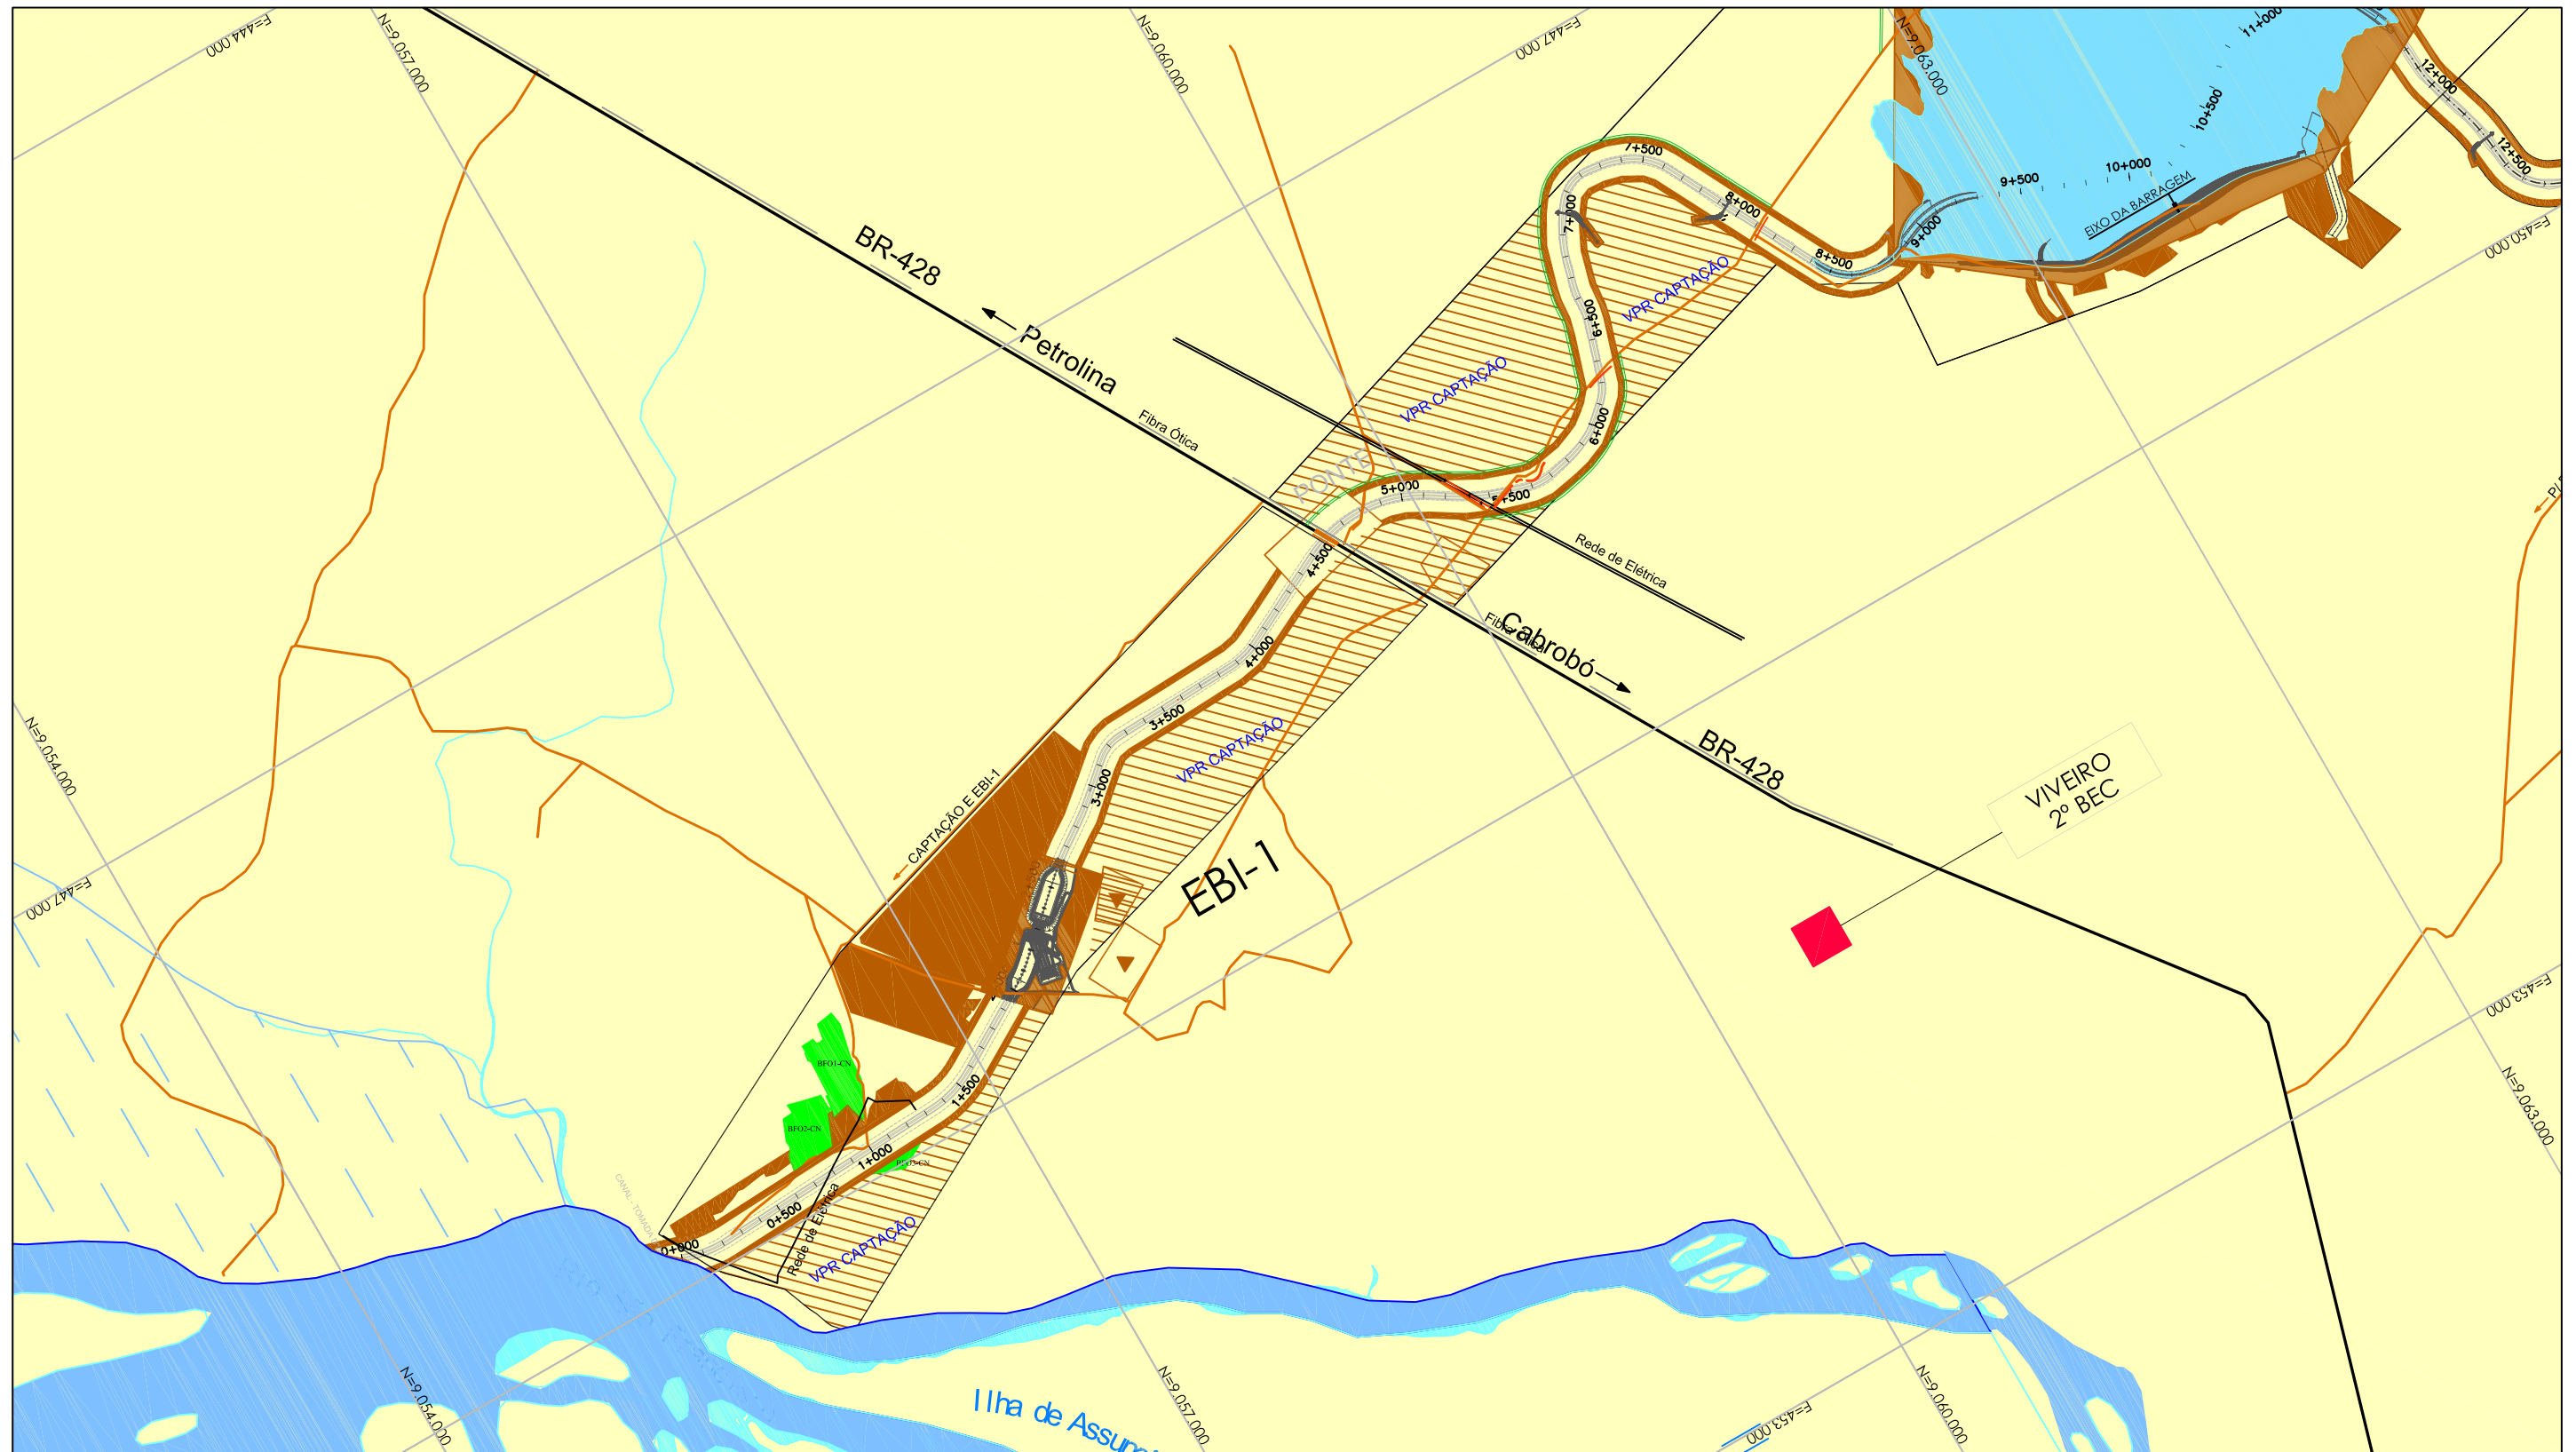 E=444.000
N=9.057.000
N=9.060.000
E=447.000
N=9.063.000
11+000
12+000
10+500
12+500
7+500
10+000
9+500
EIXO DA BARRAGEM
8+000
7+000
9+000
8+500
E=450.000
BR-428
VPR CAPTAÇÃO
6+500
Petrolina
VPR CAPTAÇÃO
Fibra Ótica
6+000
PONTE
5+000
5+500
4+500
Rede de Elétrica
Fibra Ótica
Cabrobó
4+000
3+500
VPR CAPTAÇÃO
N=9.054.000
BR-428
VIVEIRO
2º BEC
3+000
CAPTAÇÃO E EBI-1
EBI-1
E=447.000
E=453.000
BFO1-CN
1+500
N=9.063.000
BFO2-CN
1+000
0+500
Rede de Elétrica
VPR CAPTAÇÃO
CANAL - TOMADA
0+000
Ilha de
N=9.054.000
N=9.057.000
N=9.060.000
E=453.000